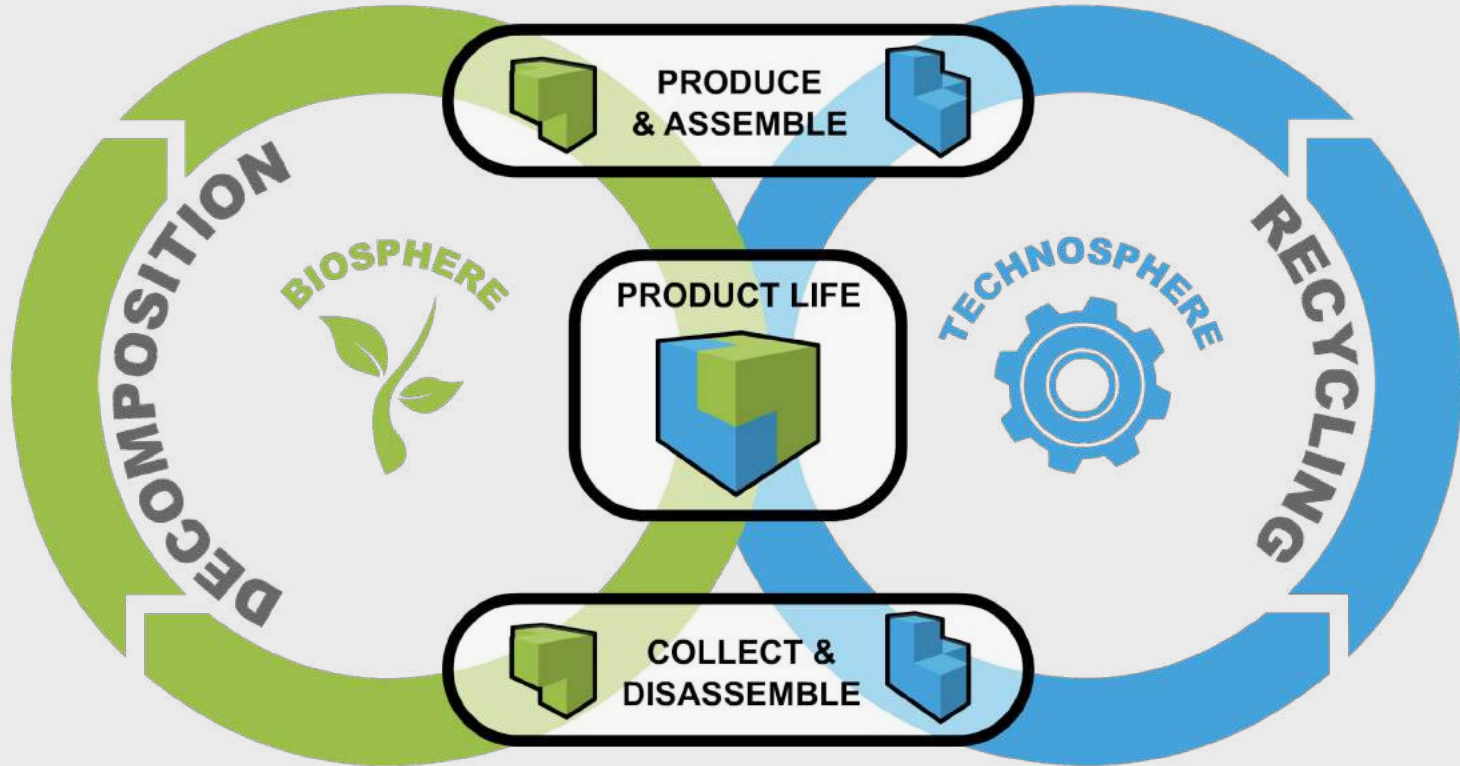 PRODUCE
& ASSEMBLE
DECOMPOSITION
BIOSPHERE
PRODUCT LIFE
TECHNOSPHERE
RECYCLING
COLLECT &
DISASSEMBLE